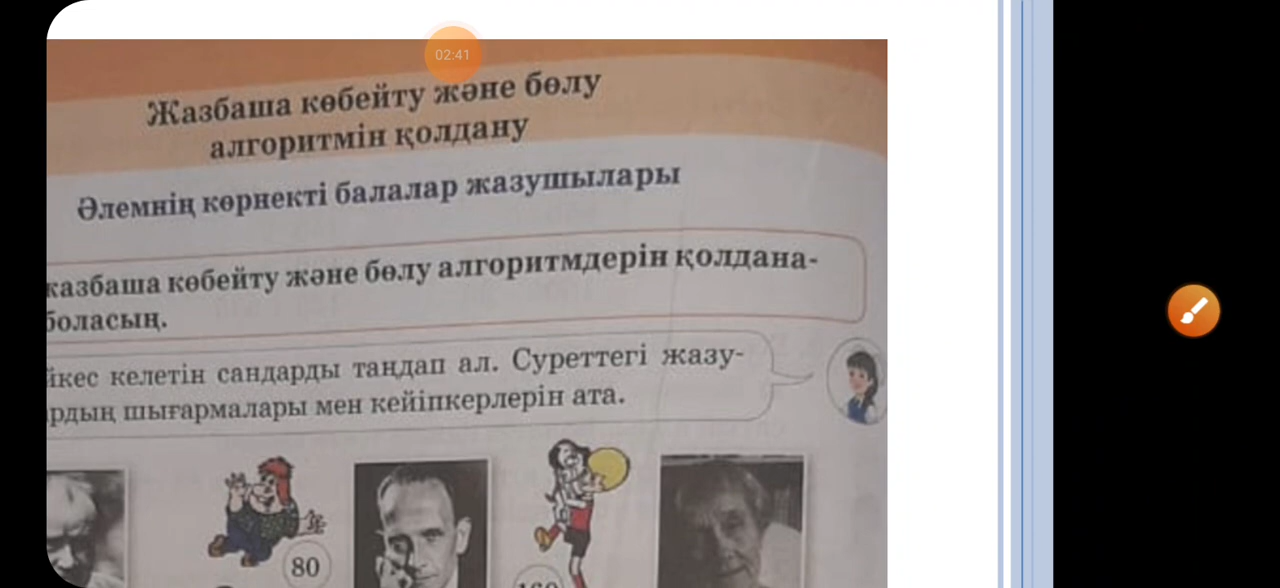 02:41
Жазбаша көбейту және бөлу
алгоритмін қолдану
Әлемнің көрнекті балалар жазушылары
жазбаша көбейту және бөлу алгоритмдерін қолдана-
боласың.
йкес келетін сандарды таңдап ал. Суреттегі жазу-
рдың шығармалары мен кейіпкерлерін ата.
80